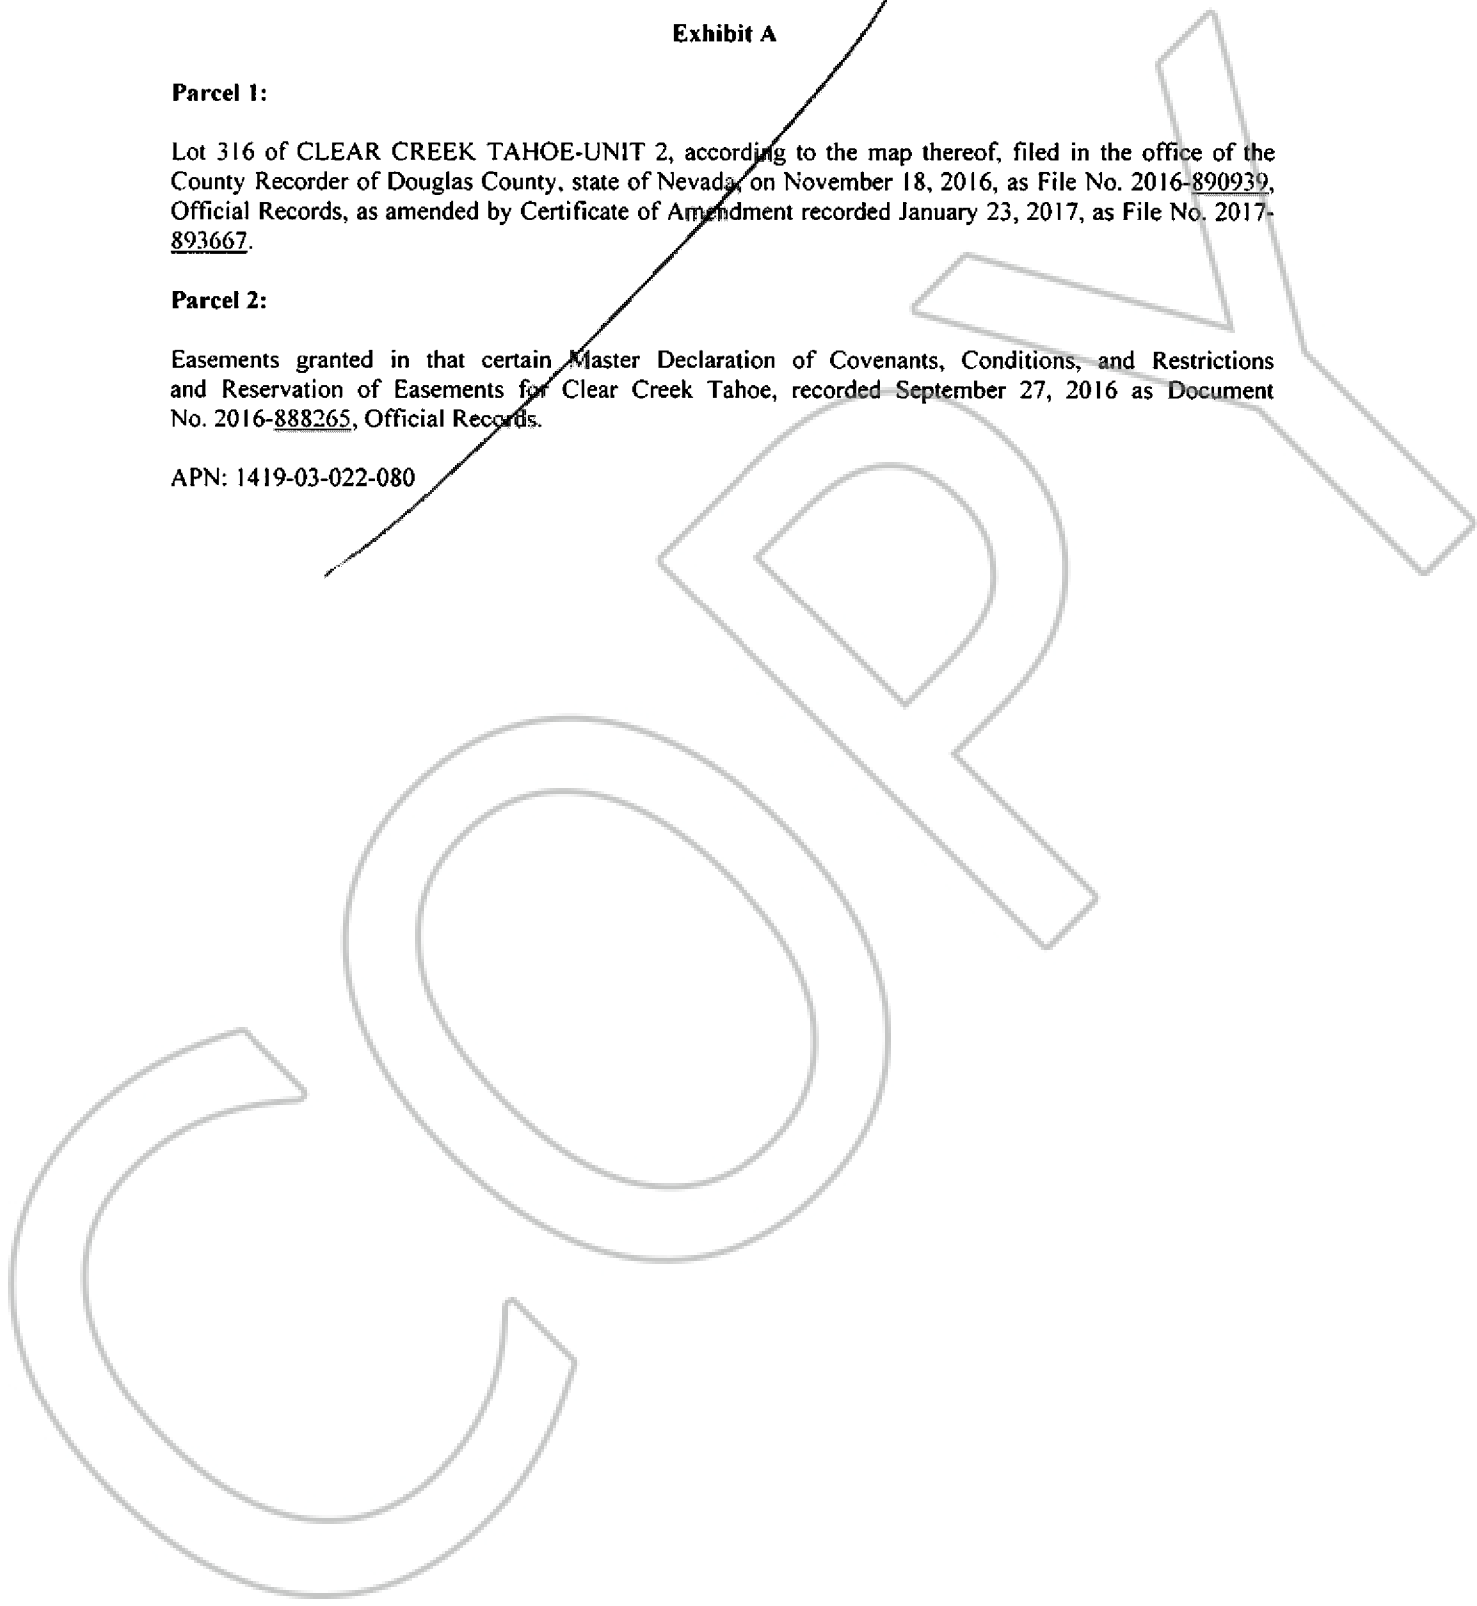 Exhibit A
Parcel 1:
Lot 316 of CLEAR CREEK TAHOE-UNIT 2, according to the map thereof, filed in the office of the
County Recorder of Douglas County, state of Nevada, on November 18, 2016, as File No. 2016-890939,
Official Records, as amended by Certificate of Amendment recorded January 23, 2017, as File No. 2017-
893667.
Parcel 2:
Easements granted in that certain Master Declaration of Covenants, Conditions, and Restrictions
and Reservation of Easements for Clear Creek Tahoe, recorded September 27, 2016 as Document
No. 2016-888265, Official Records.
APN: 1419-03-022-080
COPY